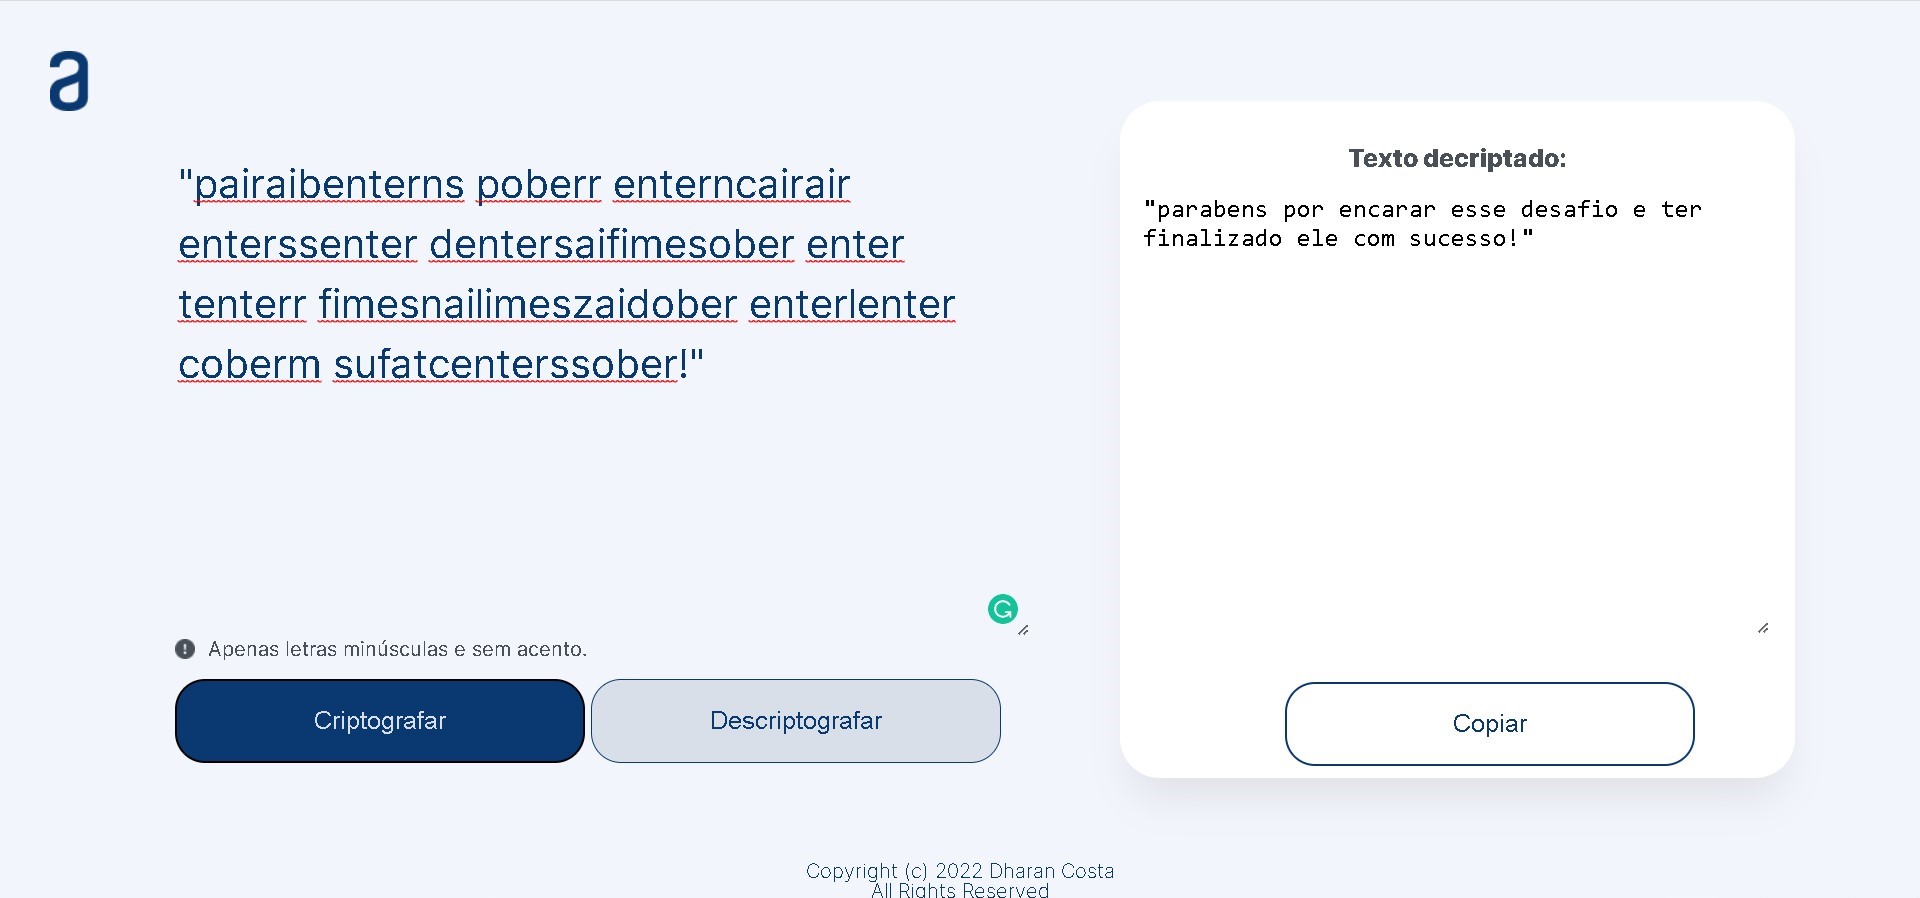 a
"pairaibenterns poberr enterncairair
enterssenter dentersaifimesober enter
tenterr fimesnailimeszaidober enterlenter
coberm sufatcenterssober!"
Apenas letras minúsculas e sem acento.
Criptografar
Descriptografar
Texto decriptado:
"parabens por encarar esse desafio e ter
finalizado ele com sucesso!"
Copiar
Copyright (c) 2022 Dharan Costa
All Rights Reserved